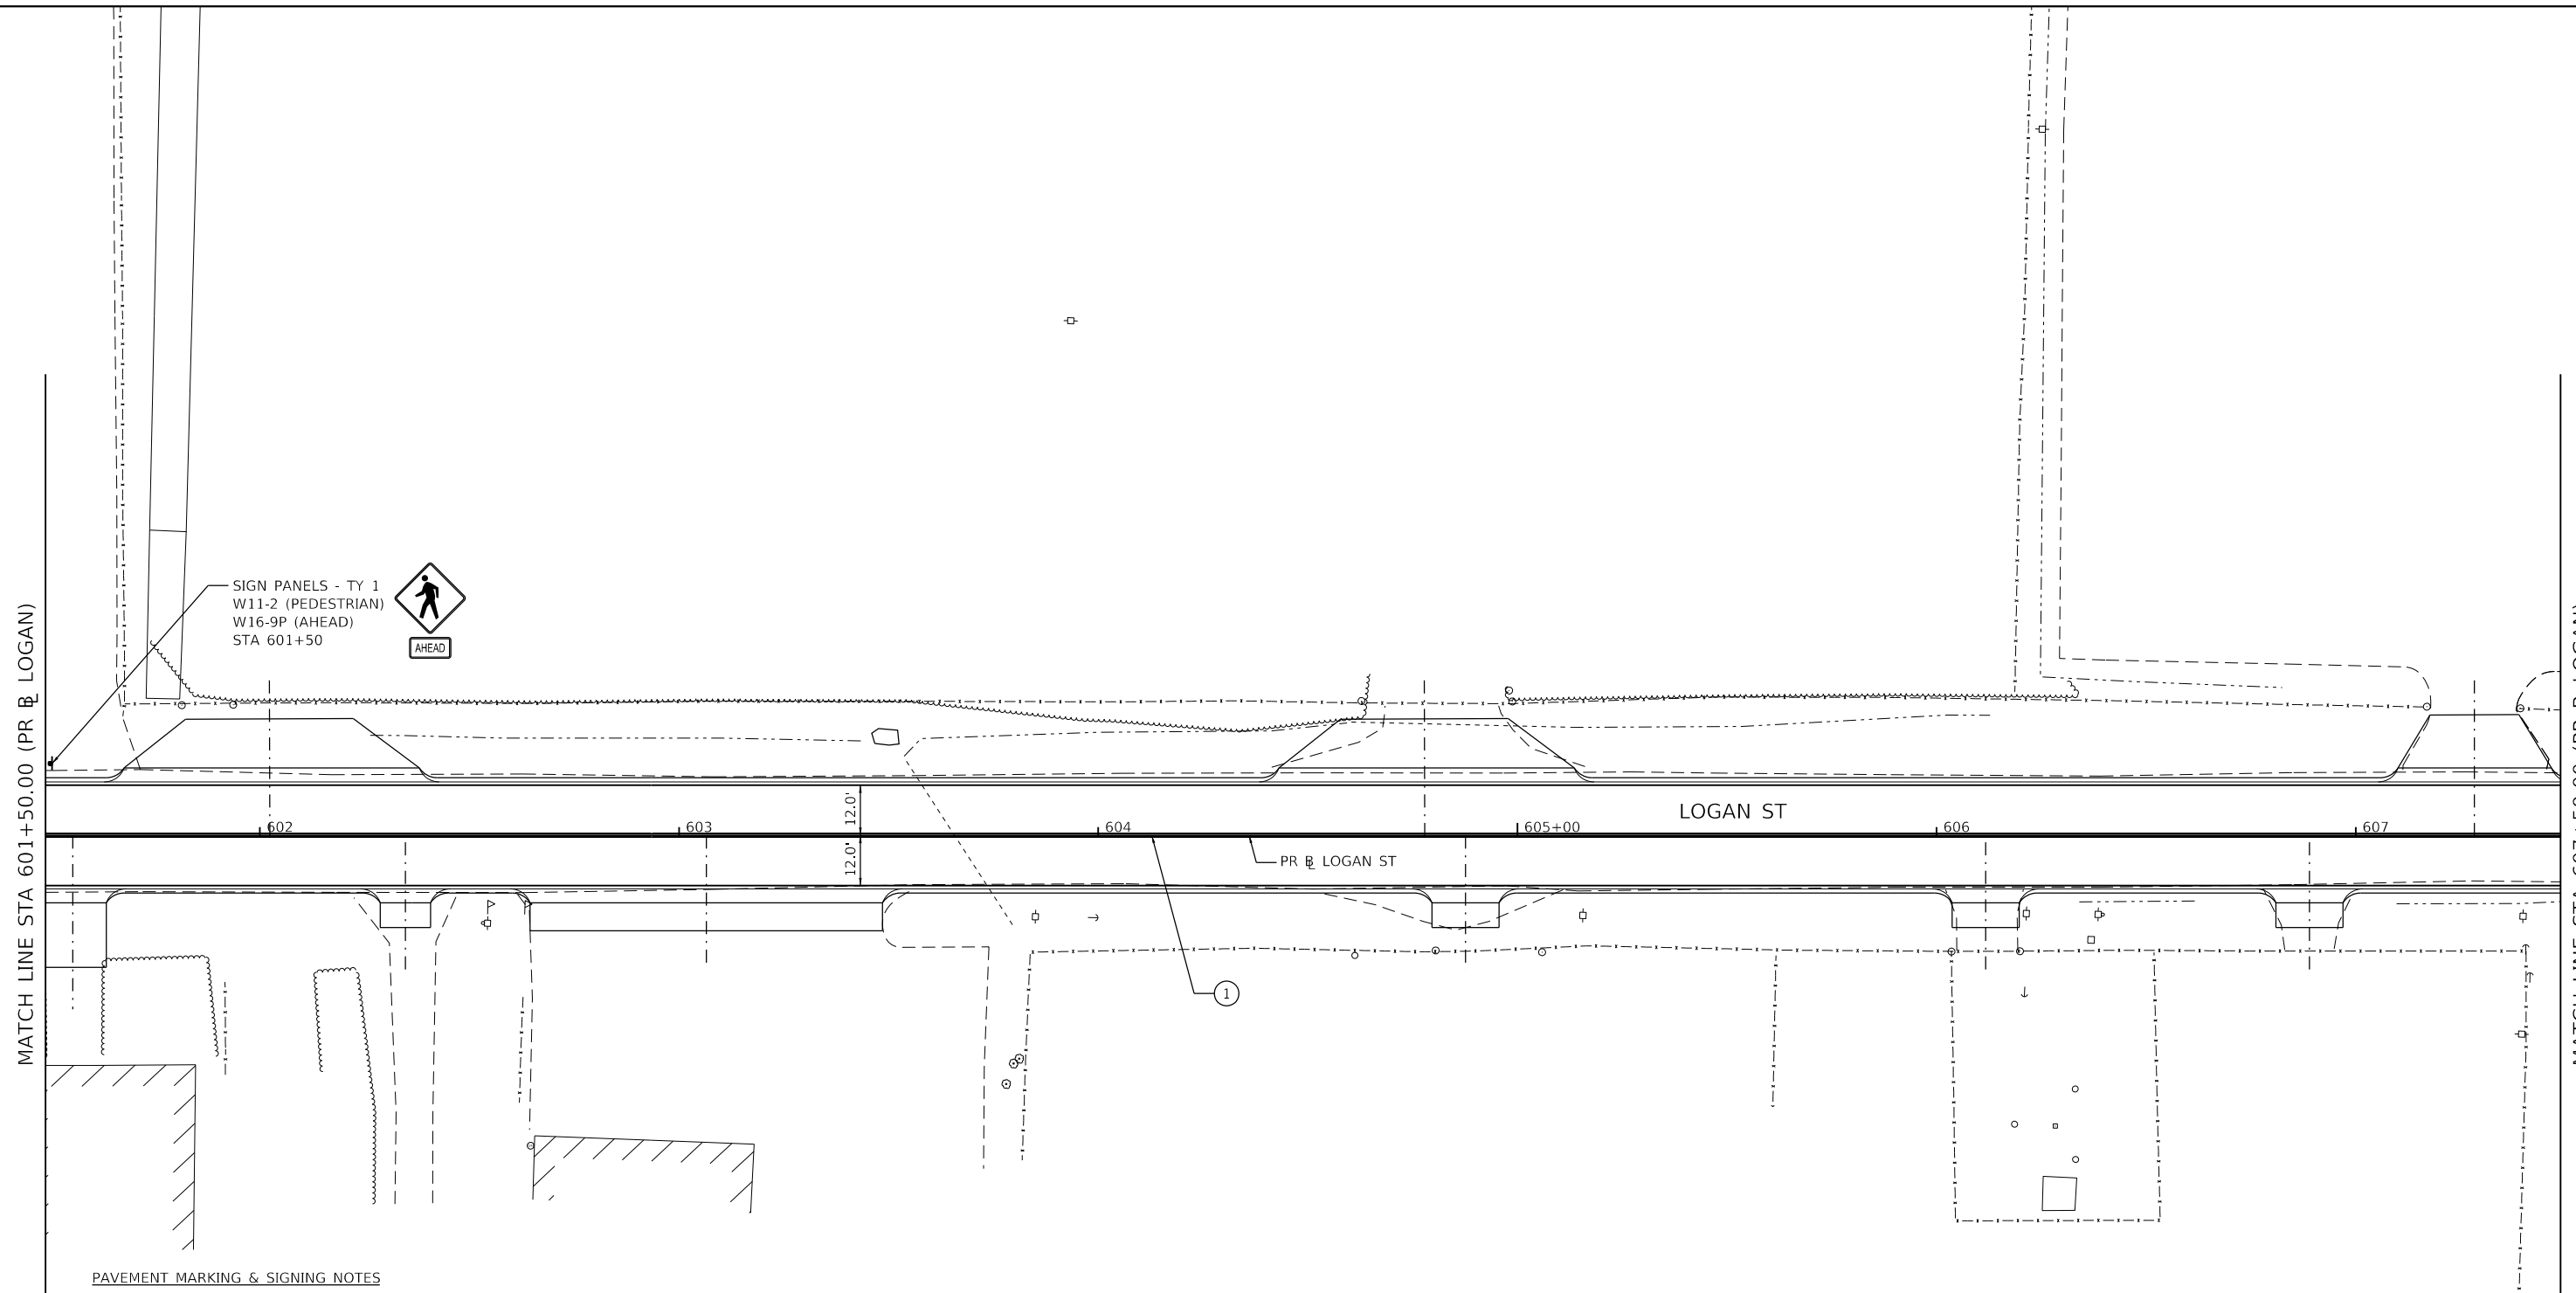 SIGN PANELS - TY 1
W11-2 (PEDESTRIAN)
W16-9P (AHEAD)
STA 601+50
AHEAD
MATCH LINE STA 601+50.00 (PR ℄ LOGAN)
12.0'
LOGAN ST
602
603
604
605+00
606
607
12.0'
PR ℄ LOGAN ST
1
PAVEMENT MARKING & SIGNING NOTES